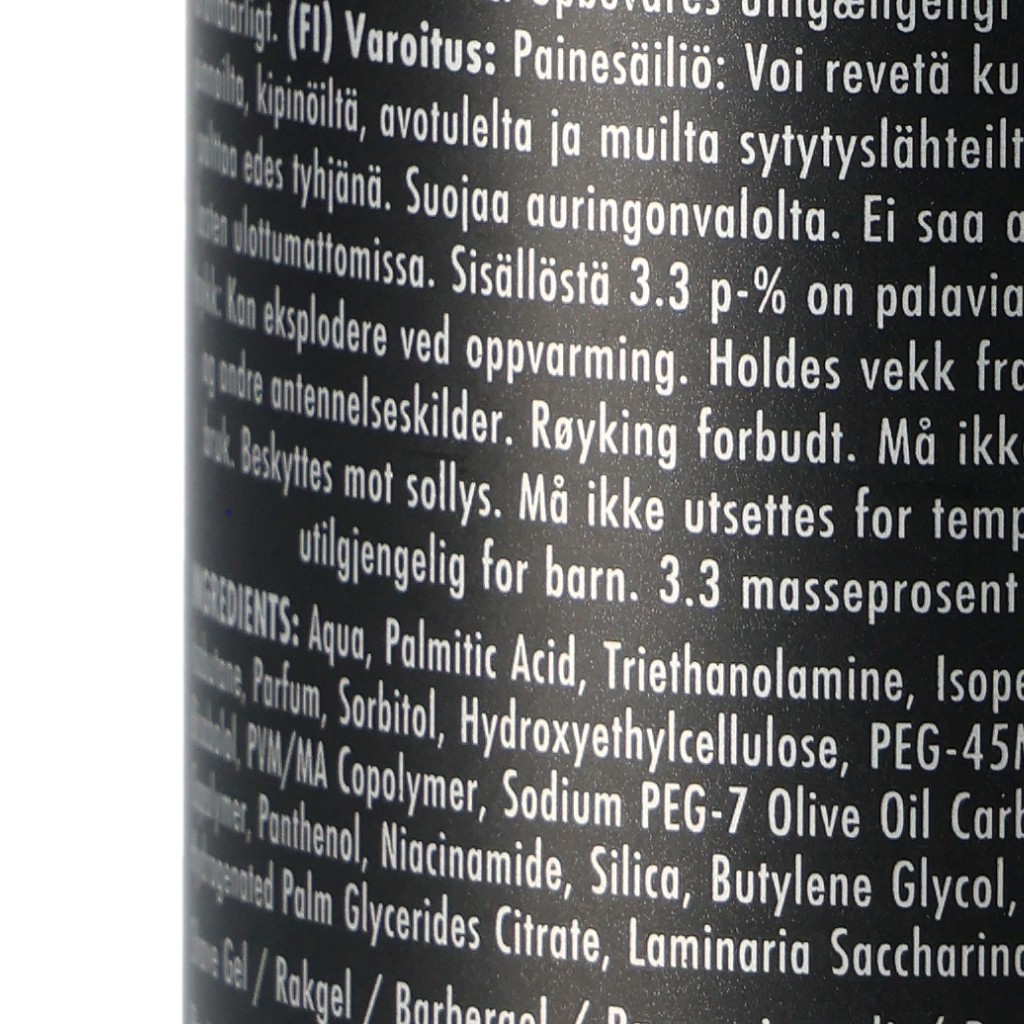 (FI) Varoitus: Painesäiliö: Voi revetä ku
kipinöiltä, avotulelta ja muilta sytytyslähteilt
edes tyhjänä. Suojaa auringonvalolta. Ei saa a
ulottumattomissa. Sisällöstä 3.3 p-% on palavia
Kan eksplodere ved oppvarming. Holdes vekk fra
og andre antennelseskilder. Røyking forbudt. Må ikk
bruk. Beskyttes mot sollys. Må ikke utsettes for temp
utilgjengelig for barn. 3.3 masseprosent
INGREDIENTS: Aqua, Palmitic Acid, Triethanolamine, Isope
Parfum, Sorbitol, Hydroxyethylcellulose, PEG-45M
PVM/MA Copolymer, Sodium PEG-7 Olive Oil Carb
Panthenol, Niacinamide, Silica, Butylene Glycol,
Palm Glycerides Citrate, Laminaria Saccharina
Gel / Rakgel / Barbergel /